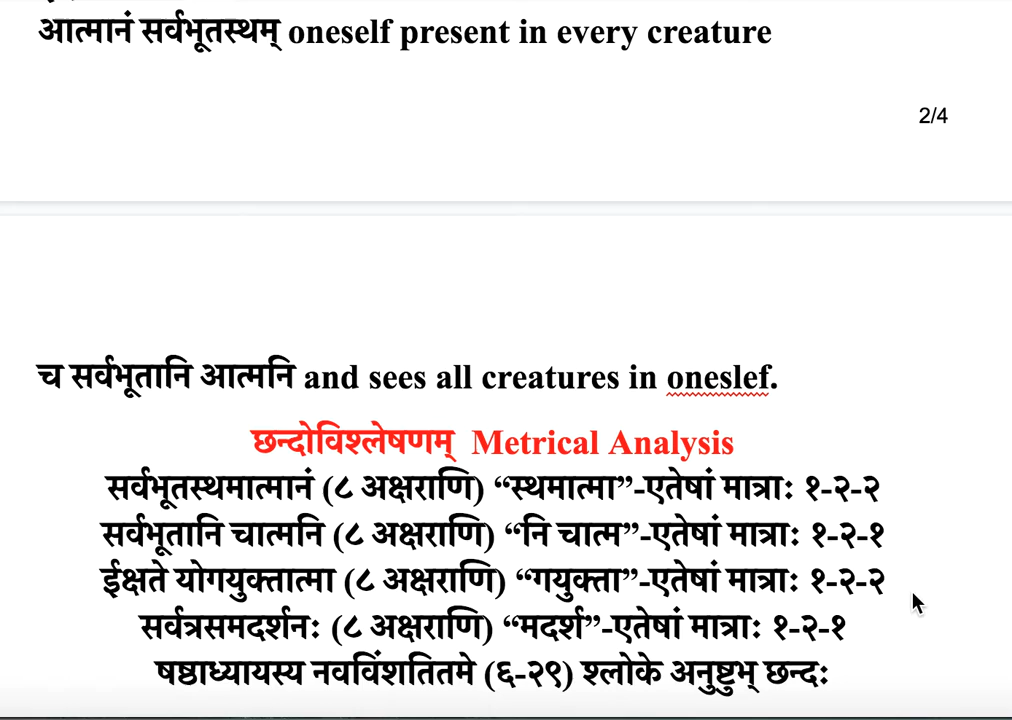 आत्मानं सर्वभूतस्थम् oneself present in every creature
2/4
च सर्वभूतानि आत्मनि and sees all creatures in oneslef.
छन्दोविश्लेषणम् Metrical Analysis
सर्वभूतस्थमात्मानं (८ अक्षराणि) “स्थमात्मा”-एतेषां मात्राः १-२-२
सर्वभूतानि चात्मनि (८ अक्षराणि) “नि चात्म”-एतेषां मात्राः १-२-१
ईक्षते योगयुक्तात्मा (८ अक्षराणि) “गयुक्ता”-एतेषां मात्राः १-२-२
सर्वत्रसमदर्शनः (८ अक्षराणि) “मदर्श”-एतेषां मात्राः १-२-१
षष्ठाध्यायस्य नवविंशतितमे (६-२९) श्लोके अनुष्टुभ् छन्दः